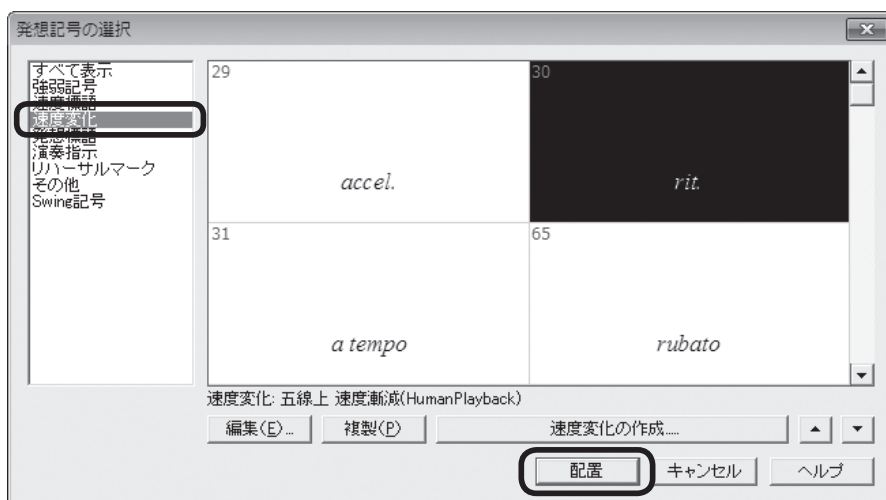 発想記号の選択
すべて表示
強弱記号
速度標語
速度変化
発想標語
演奏指示
リハーサルマーク
その他
Swing記号
29
30
accel.
rit.
31
65
a tempo
rubato
速度変化: 五線上 速度漸減(HumanPlayback)
編集(E)...
複製(P)
速度変化の作成.....
配置
キャンセル
ヘルプ